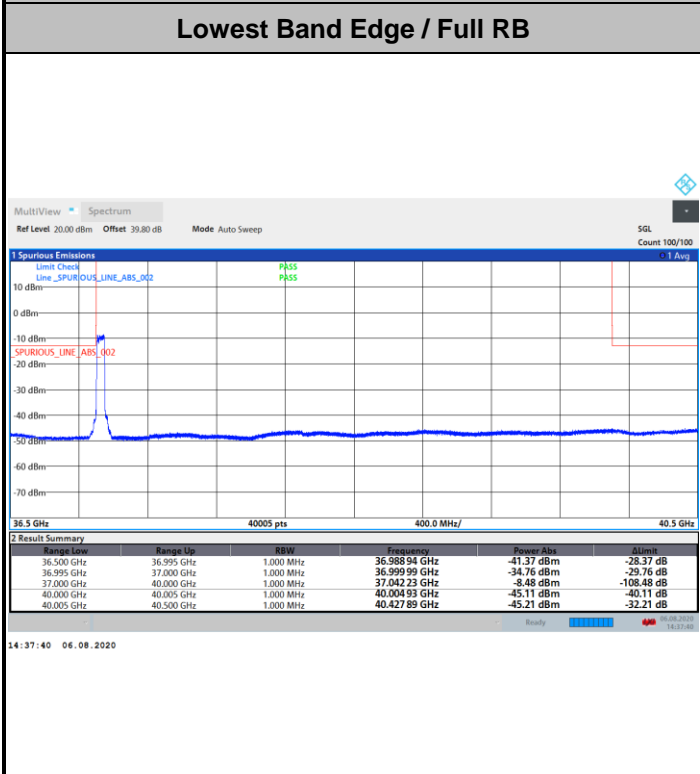 Lowest Band Edge / Full RB
MultiView Spectrum
Ref Level 20.00 dBm Offset 39.80 dB Mode Auto Sweep SGL
Count 100/100
1 Spurious Emissions 1 Avg
Limit Check PASS
Line _SPURIOUS_LINE_ABS_002 PASS
10 dBm
0 dBm
-10 dBm
_SPURIOUS_LINE_ABS_002
-20 dBm
-30 dBm
-40 dBm
-50 dBm
-60 dBm
-70 dBm
36.5 GHz 40005 pts 400.0 MHz/ 40.5 GHz
2 Result Summary
Range Low Range Up RBW Frequency Power Abs ΔLimit
36.500 GHz 36.995 GHz 1.000 MHz 36.988 94 GHz -41.37 dBm -28.37 dB
36.995 GHz 37.000 GHz 1.000 MHz 36.999 99 GHz -34.76 dBm -29.76 dB
37.000 GHz 40.000 GHz 1.000 MHz 37.042 23 GHz -8.48 dBm -108.48 dB
40.000 GHz 40.005 GHz 1.000 MHz 40.004 93 GHz -45.11 dBm -40.11 dB
40.005 GHz 40.500 GHz 1.000 MHz 40.427 89 GHz -45.21 dBm -32.21 dB
Ready 06.08.2020
14:37:40
14:37:40 06.08.2020